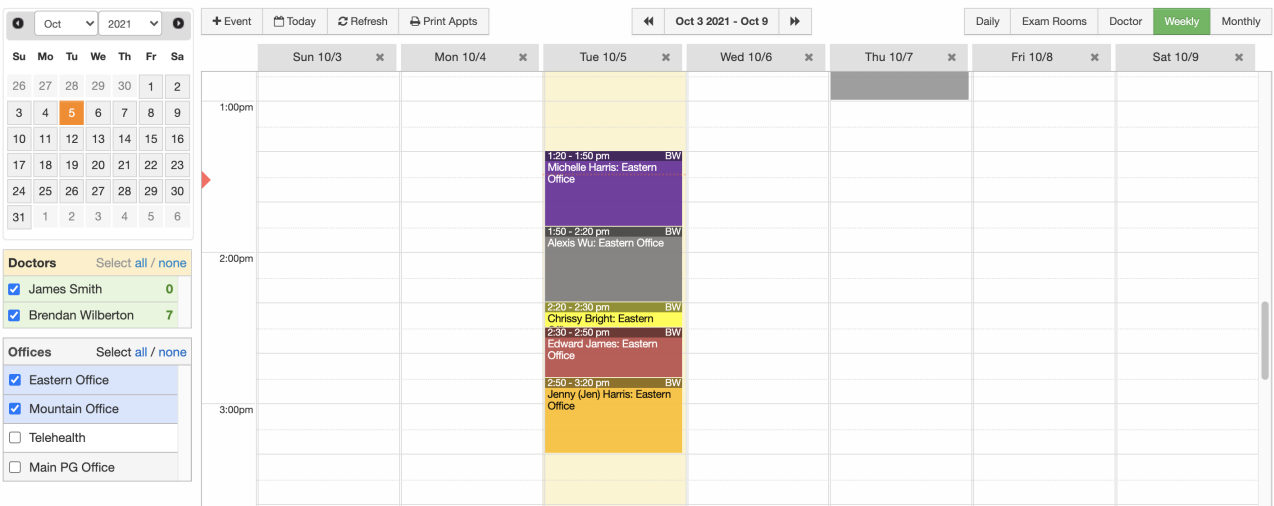 Oct 2021
Su Mo Tu We Th Fr Sa
26 27 28 29 30 1 2
3 4 5 6 7 8 9
10 11 12 13 14 15 16
17 18 19 20 21 22 23
24 25 26 27 28 29 30
31 1 2 3 4 5 6
Doctors Select all / none
James Smith 0
Brendan Wilberton 7
Offices Select all / none
Eastern Office
Mountain Office
Telehealth
Main PG Office
+ Event Today Refresh Print Appts
Oct 3 2021 - Oct 9
Daily Exam Rooms Doctor Weekly Monthly
Sun 10/3 Mon 10/4 Tue 10/5 Wed 10/6 Thu 10/7 Fri 10/8 Sat 10/9
1:00pm
1:20 - 1:50 pm BW
Michelle Harris: Eastern
Office
1:50 - 2:20 pm BW
Alexis Wu: Eastern Office
2:00pm
2:20 - 2:30 pm BW
Chrissy Bright: Eastern
2:30 - 2:50 pm BW
Edward James: Eastern
Office
2:50 - 3:20 pm BW
Jenny (Jen) Harris: Eastern
Office
3:00pm